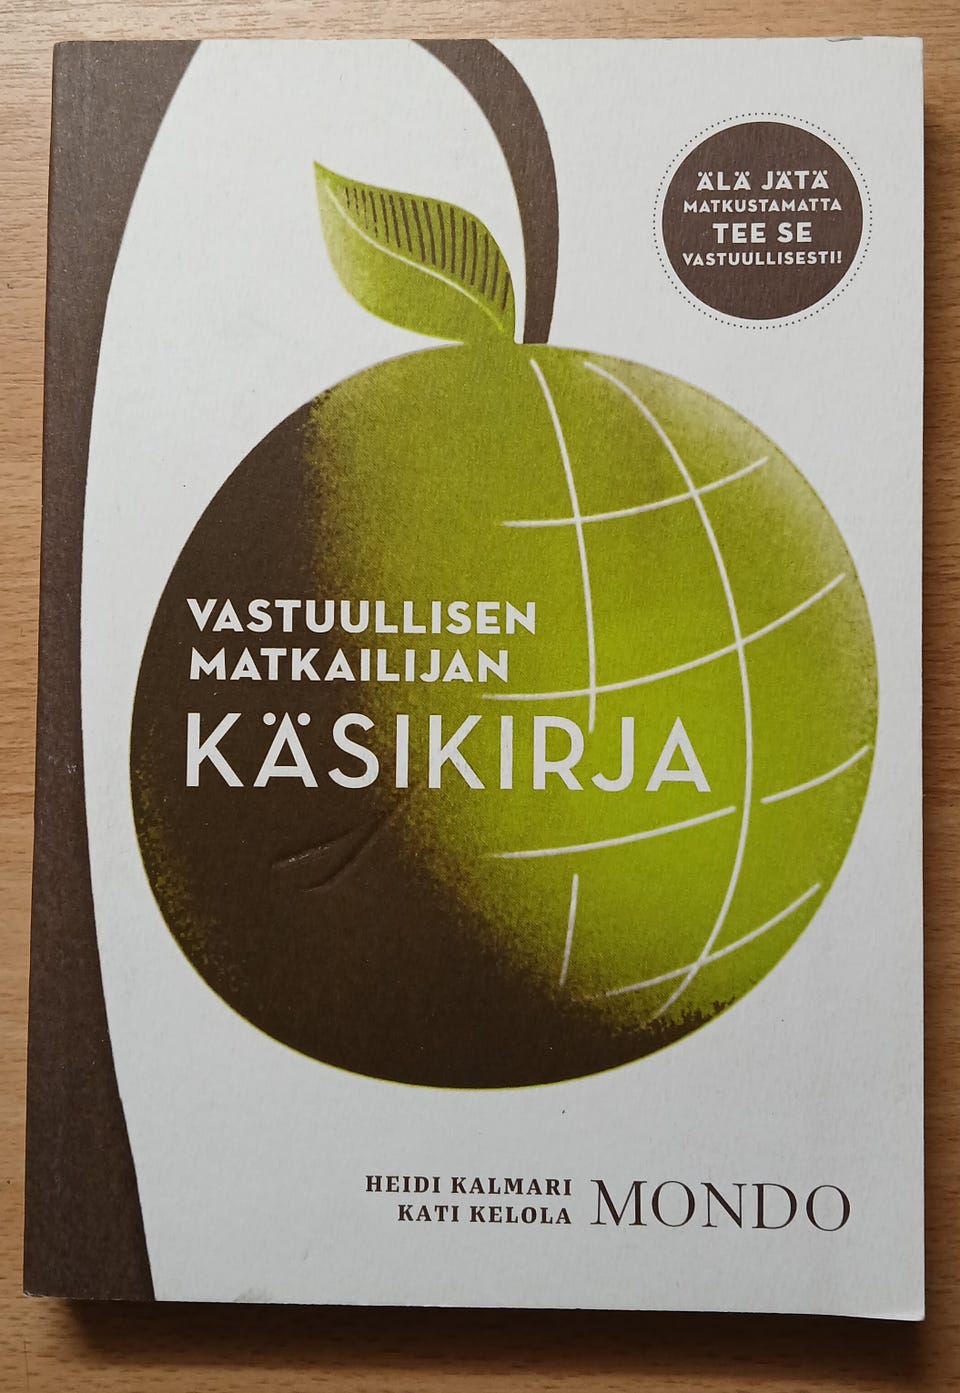 ÄLÄ JÄTÄ
MATKUSTAMATTA
TEE SE
VASTUULLISESTI!
VASTUULLISEN
MATKAILIJAN
KÄSIKIRJA
HEIDI KALMARI
KATI KELOLA
MONDO